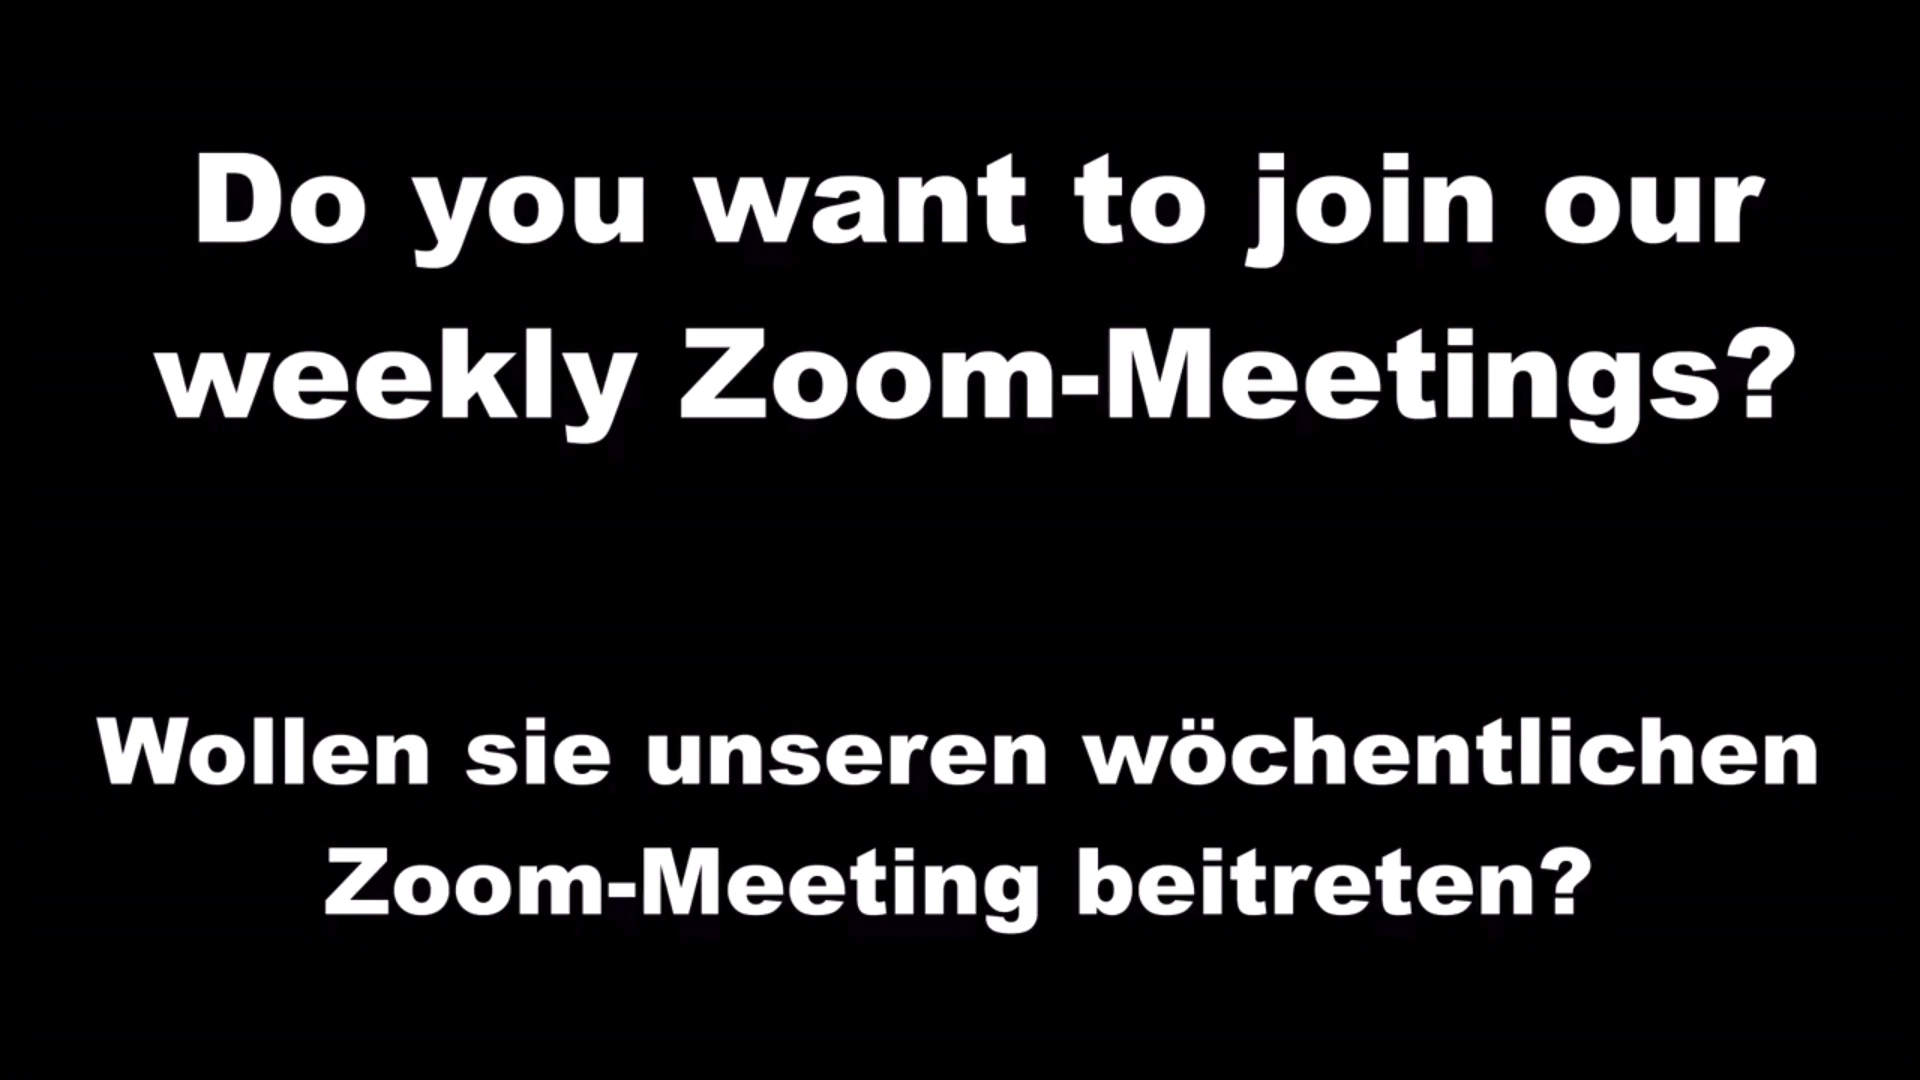 Do you want to join our
weekly Zoom-Meetings?
Wollen sie unseren wöchentlichen
Zoom-Meeting beitreten?